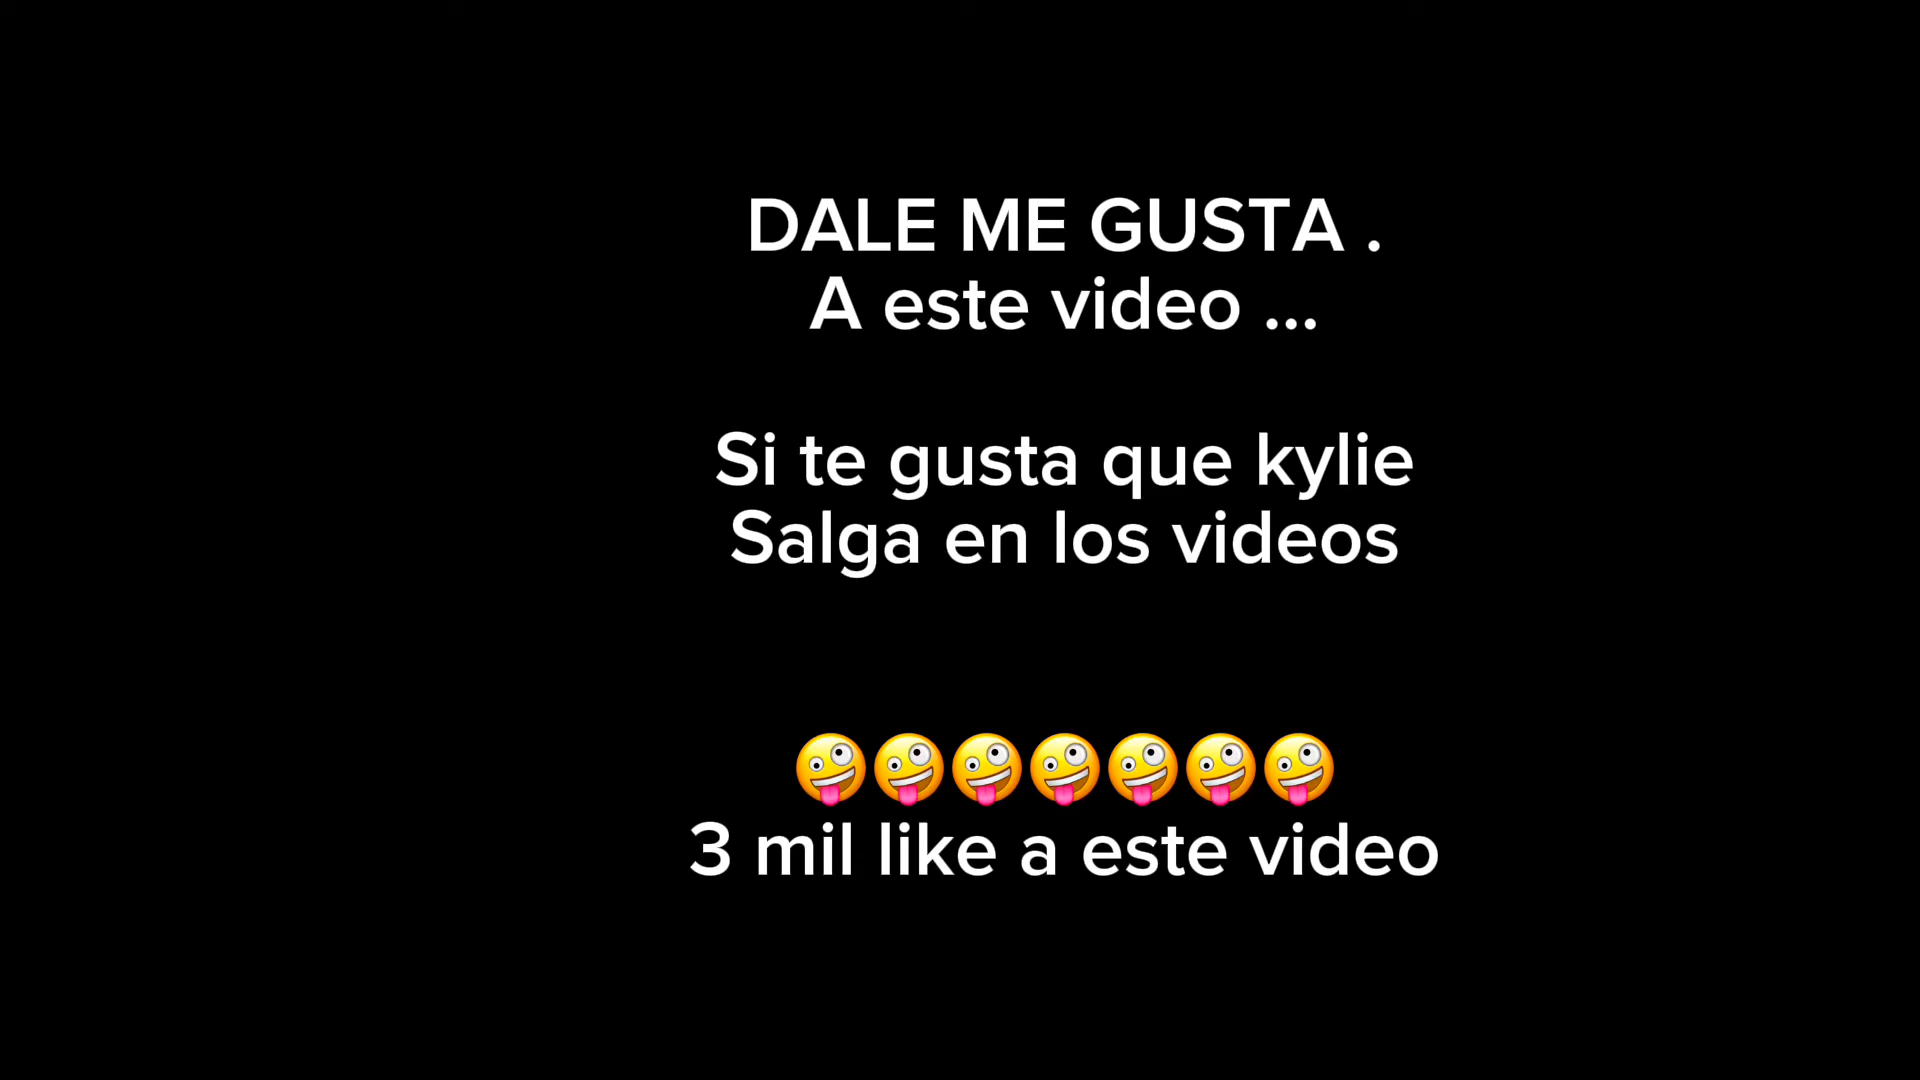 DALE ME GUSTA .
A este video ...
Si te gusta que kylie
Salga en los videos
🤪🤪🤪🤪🤪🤪🤪
3 mil like a este video